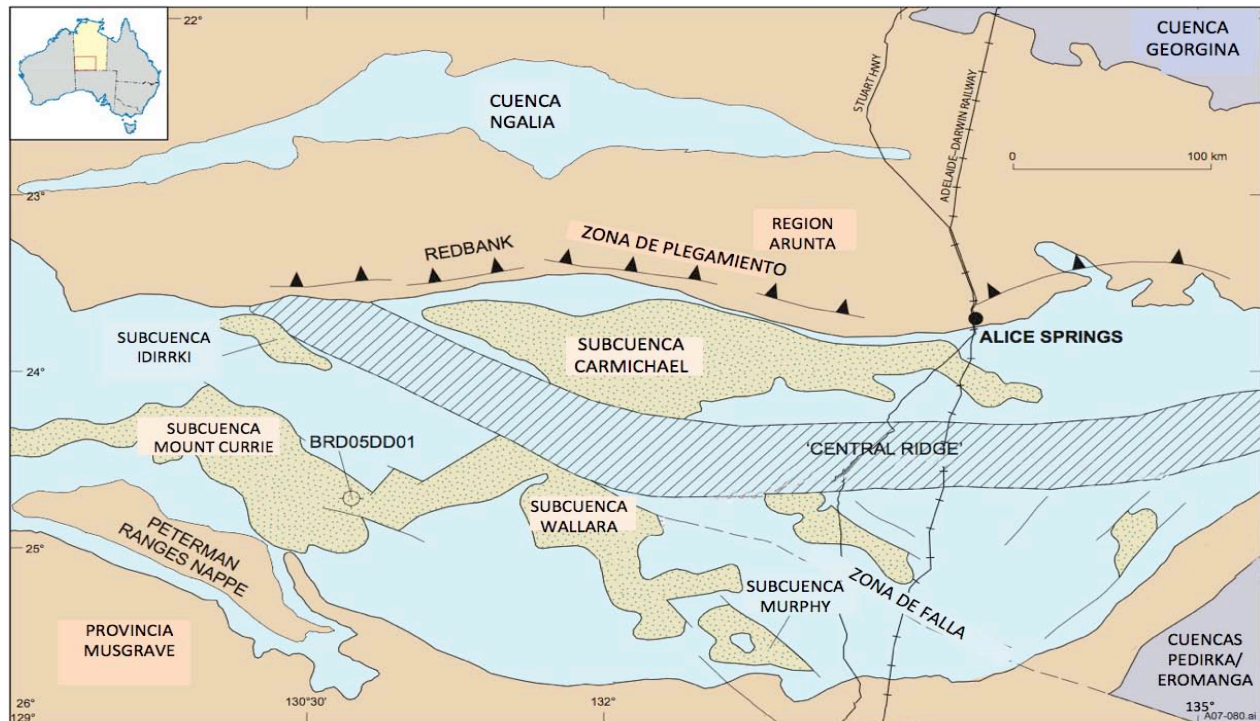 22°
CUENCA
GEORGINA
CUENCA
NGALIA
STUART HWY
ADELAIDE–DARWIN RAILWAY
0 100 km
23°
REGION
ARUNTA
ZONA DE PLEGAMIENTO
REDBANK
ALICE SPRINGS
SUBCUENCA
IDIRRKI
SUBCUENCA
CARMICHAEL
24°
SUBCUENCA
MOUNT CURRIE
BRD05DD01
'CENTRAL RIDGE'
SUBCUENCA
WALLARA
25°
PETERMAN
RANGES NAPPE
SUBCUENCA
MURPHY
ZONA DE FALLA
PROVINCIA
MUSGRAVE
CUENCAS
PEDIRKA/
EROMANGA
26°
129°
130°30'
132°
135°
A07-080.ai